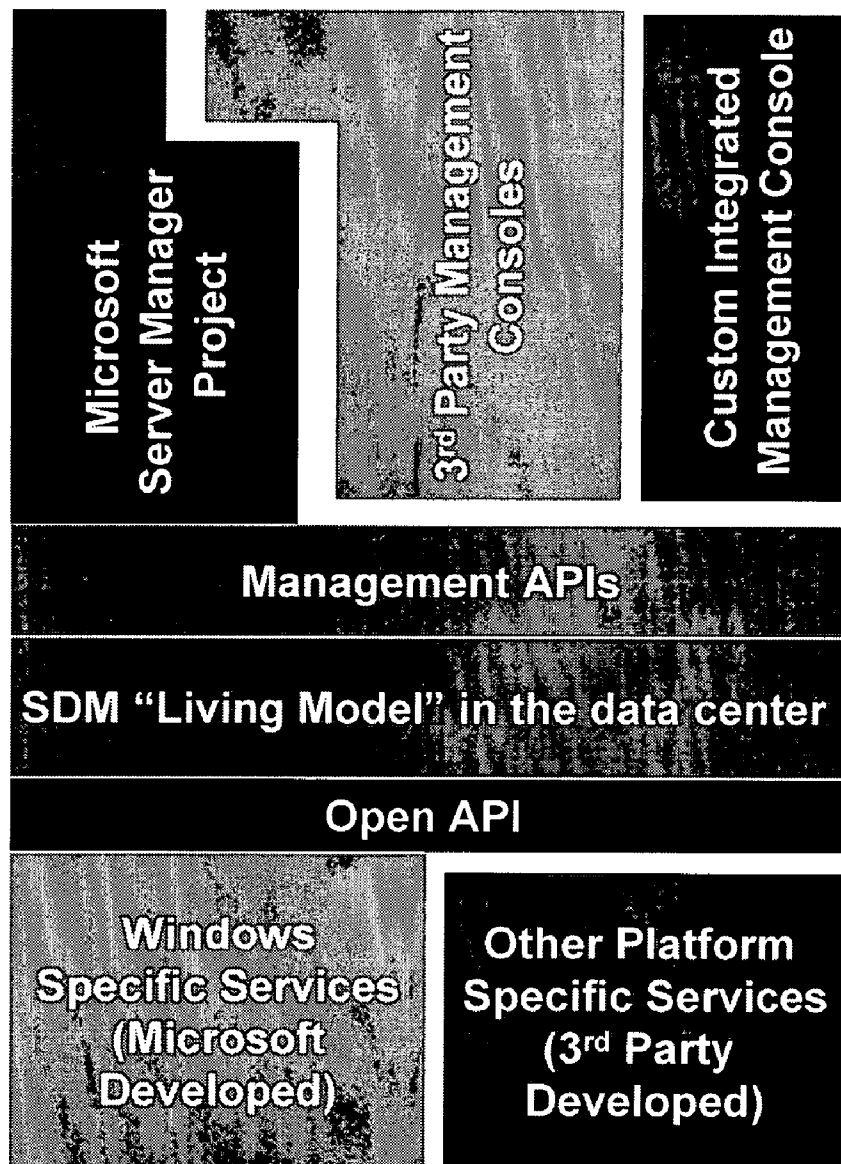 Microsoft
Server Manager
Project
3rd Party Management
Consoles
Custom Integrated
Management Console
Management APIs
SDM “Living Model” in the data center
Open API
Windows
Specific Services
(Microsoft
Developed)
Other Platform
Specific Services
(3rd Party
Developed)